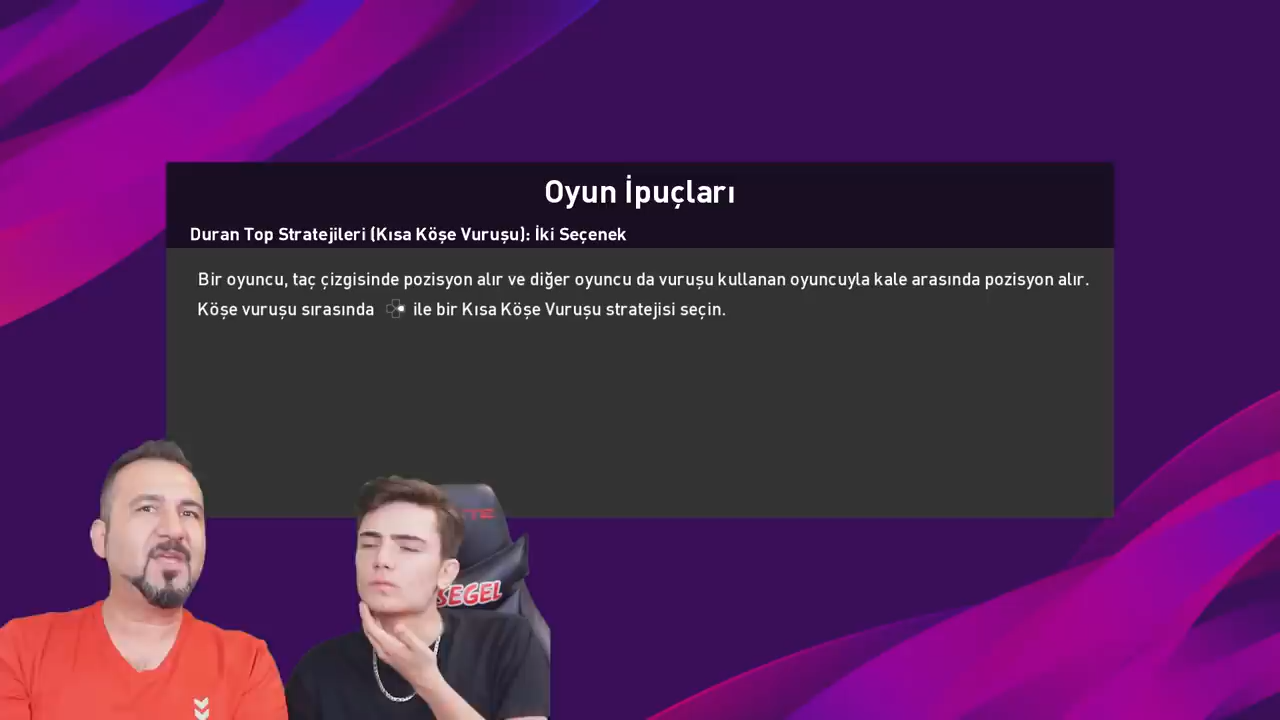 Oyun İpuçları
Duran Top Stratejileri (Kısa Köşe Vuruşu): İki Seçenek
Bir oyuncu, taç çizgisinde pozisyon alır ve diğer oyuncu da vuruşu kullanan oyuncuyla kale arasında pozisyon alır.
Köşe vuruşu sırasında ile bir Kısa Köşe Vuruşu stratejisi seçin.
SEGEL